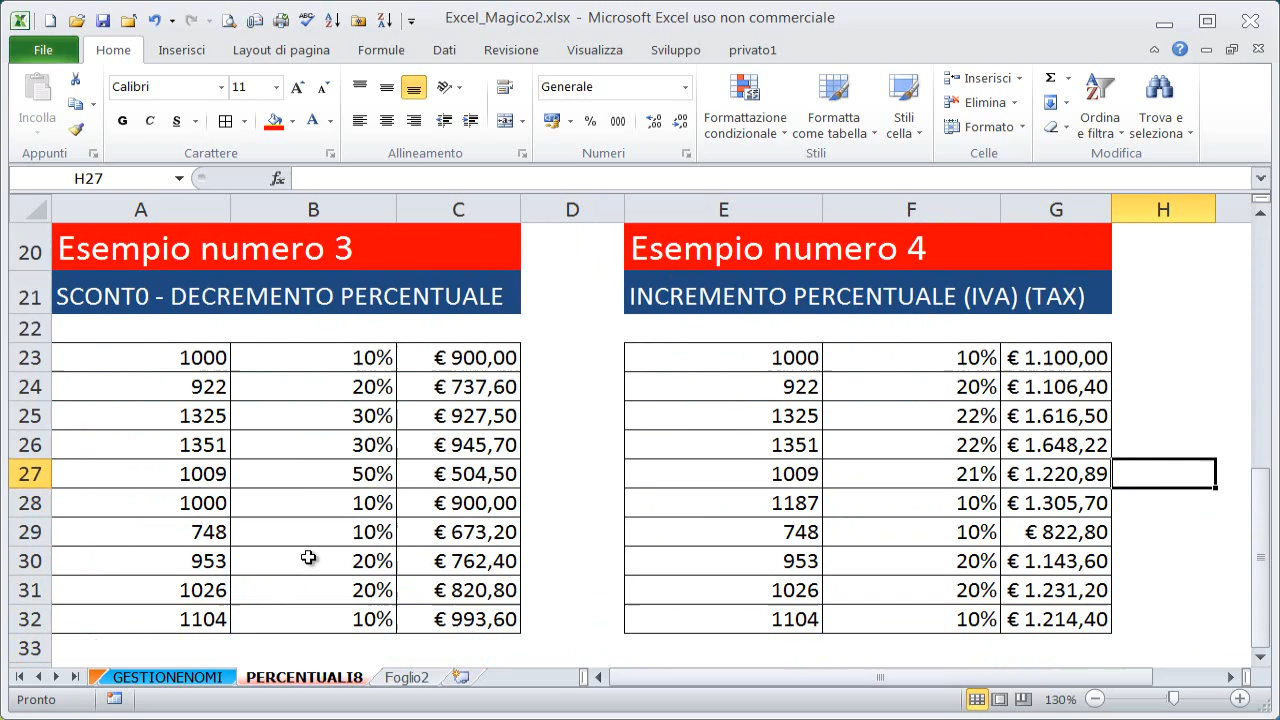 Excel_Magico2.xlsx - Microsoft Excel uso non commerciale
File Home Inserisci Layout di pagina Formule Dati Revisione Visualizza Sviluppo privato1
Incolla
Appunti
Calibri 11
G C S A
Carattere
Allineamento
Generale
% 000
Numeri
Formattazione condizionale
Formatta come tabella
Stili cella
Stili
Inserisci
Elimina
Formato
Celle
Σ
Ordina e filtra
Trova e seleziona
Modifica
H27 fx
A B C D E F G H
20 Esempio numero 3 Esempio numero 4
21 SCONT0 - DECREMENTO PERCENTUALE INCREMENTO PERCENTUALE (IVA) (TAX)
22
23 1000 10% € 900,00 1000 10% € 1.100,00
24 922 20% € 737,60 922 20% € 1.106,40
25 1325 30% € 927,50 1325 22% € 1.616,50
26 1351 30% € 945,70 1351 22% € 1.648,22
27 1009 50% € 504,50 1009 21% € 1.220,89
28 1000 10% € 900,00 1187 10% € 1.305,70
29 748 10% € 673,20 748 10% € 822,80
30 953 20% € 762,40 953 20% € 1.143,60
31 1026 20% € 820,80 1026 20% € 1.231,20
32 1104 10% € 993,60 1104 10% € 1.214,40
33
GESTIONENOMI PERCENTUALI8 Foglio2
Pronto 130%